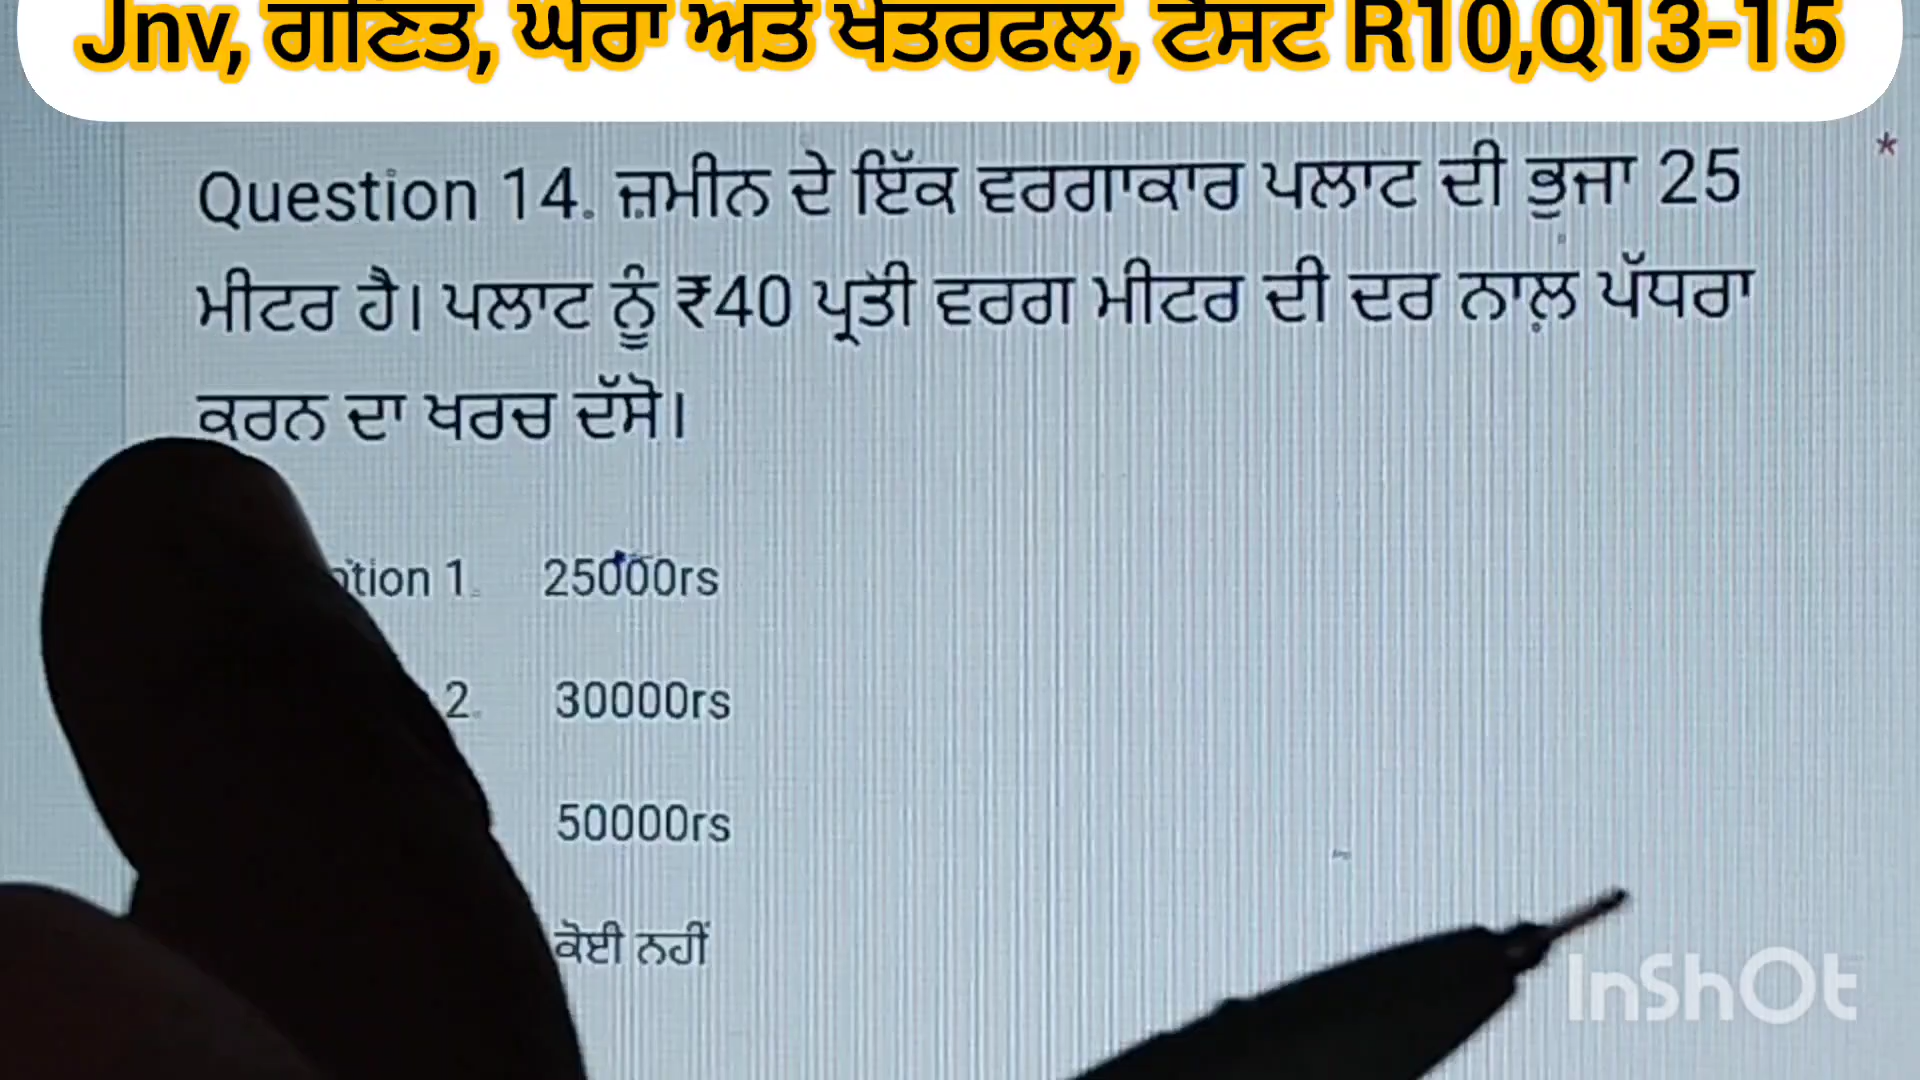 Jnv, ਗਣਿਤ, ਘੇਰਾ ਅਤੇ ਖੇਤਰਫਲ, ਟੈਸਟ R10,Q13-15
Question 14. ਜ਼ਮੀਨ ਦੇ ਇੱਕ ਵਰਗਾਕਾਰ ਪਲਾਟ ਦੀ ਭੁਜਾ 25 *
ਮੀਟਰ ਹੈ। ਪਲਾਟ ਨੂੰ ₹40 ਪ੍ਰਤੀ ਵਰਗ ਮੀਟਰ ਦੀ ਦਰ ਨਾਲ਼ ਪੱਧਰਾ
ਕਰਨ ਦਾ ਖਰਚ ਦੱਸੋ।
ption 1. 25000rs
2. 30000rs
50000rs
ਕੋਈ ਨਹੀਂ
InShOt